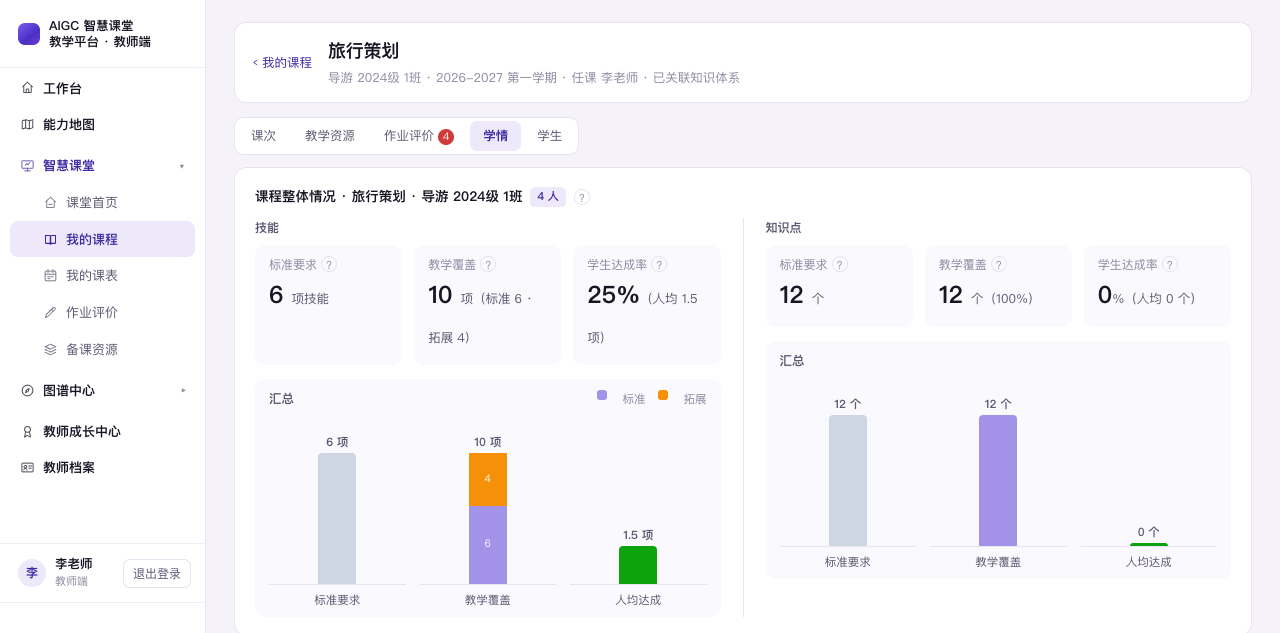 AIGC 智慧课堂
教学平台 · 教师端
工作台
能力地图
智慧课堂
课堂首页
我的课程
我的课表
作业评价
备课资源
图谱中心
教师成长中心
教师档案
李
李老师
教师端
退出登录
‹ 我的课程
旅行策划
导游 2024级 1班 · 2026–2027 第一学期 · 任课 李老师 · 已关联知识体系
课次
教学资源
作业评价 4
学情
学生
课程整体情况 · 旅行策划 · 导游 2024级 1班 4 人 ?
技能
标准要求 ?
6 项技能
教学覆盖 ?
10 项（标准 6 ·
拓展 4）
学生达成率 ?
25%（人均 1.5
项）
汇总
标准 拓展
6 项
10 项
1.5 项
4
6
标准要求 教学覆盖 人均达成
知识点
标准要求 ?
12 个
教学覆盖 ?
12 个（100%）
学生达成率 ?
0%（人均 0 个）
汇总
12 个
12 个
0 个
标准要求 教学覆盖 人均达成